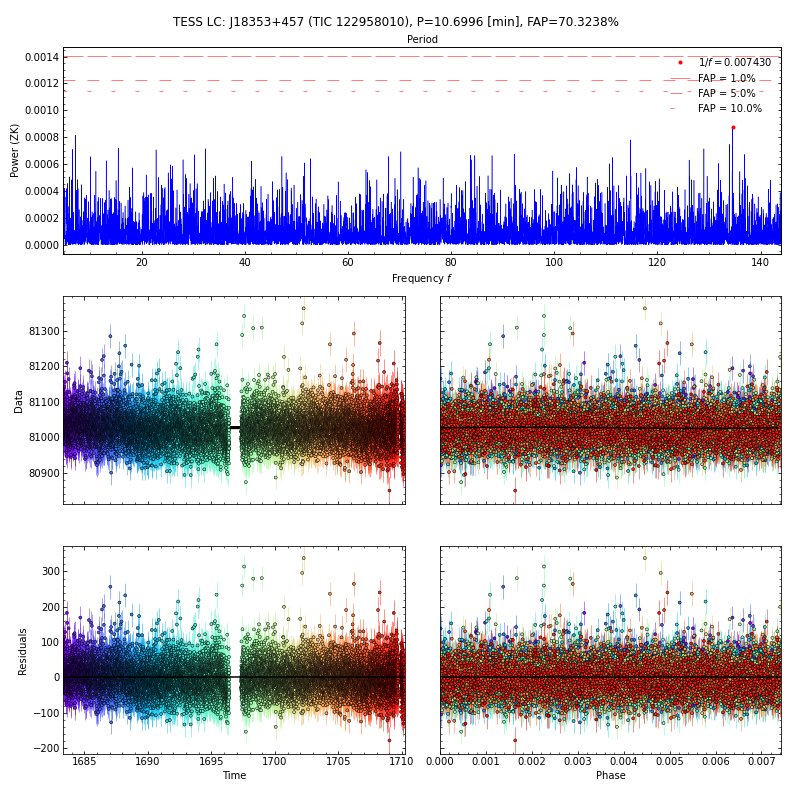 TESS LC: J18353+457 (TIC 122958010), P=10.6996 [min], FAP=70.3238%
Period
Power (ZK)
0.0014
0.0012
0.0010
0.0008
0.0006
0.0004
0.0002
0.0000
1/f = 0.007430
FAP = 1.0%
FAP = 5.0%
FAP = 10.0%
20 40 60 80 100 120 140
Frequency f
Data
81300
81200
81100
81000
80900
Residuals
300
200
100
0
−100
−200
1685 1690 1695 1700 1705 1710
Time
0.000 0.001 0.002 0.003 0.004 0.005 0.006 0.007
Phase